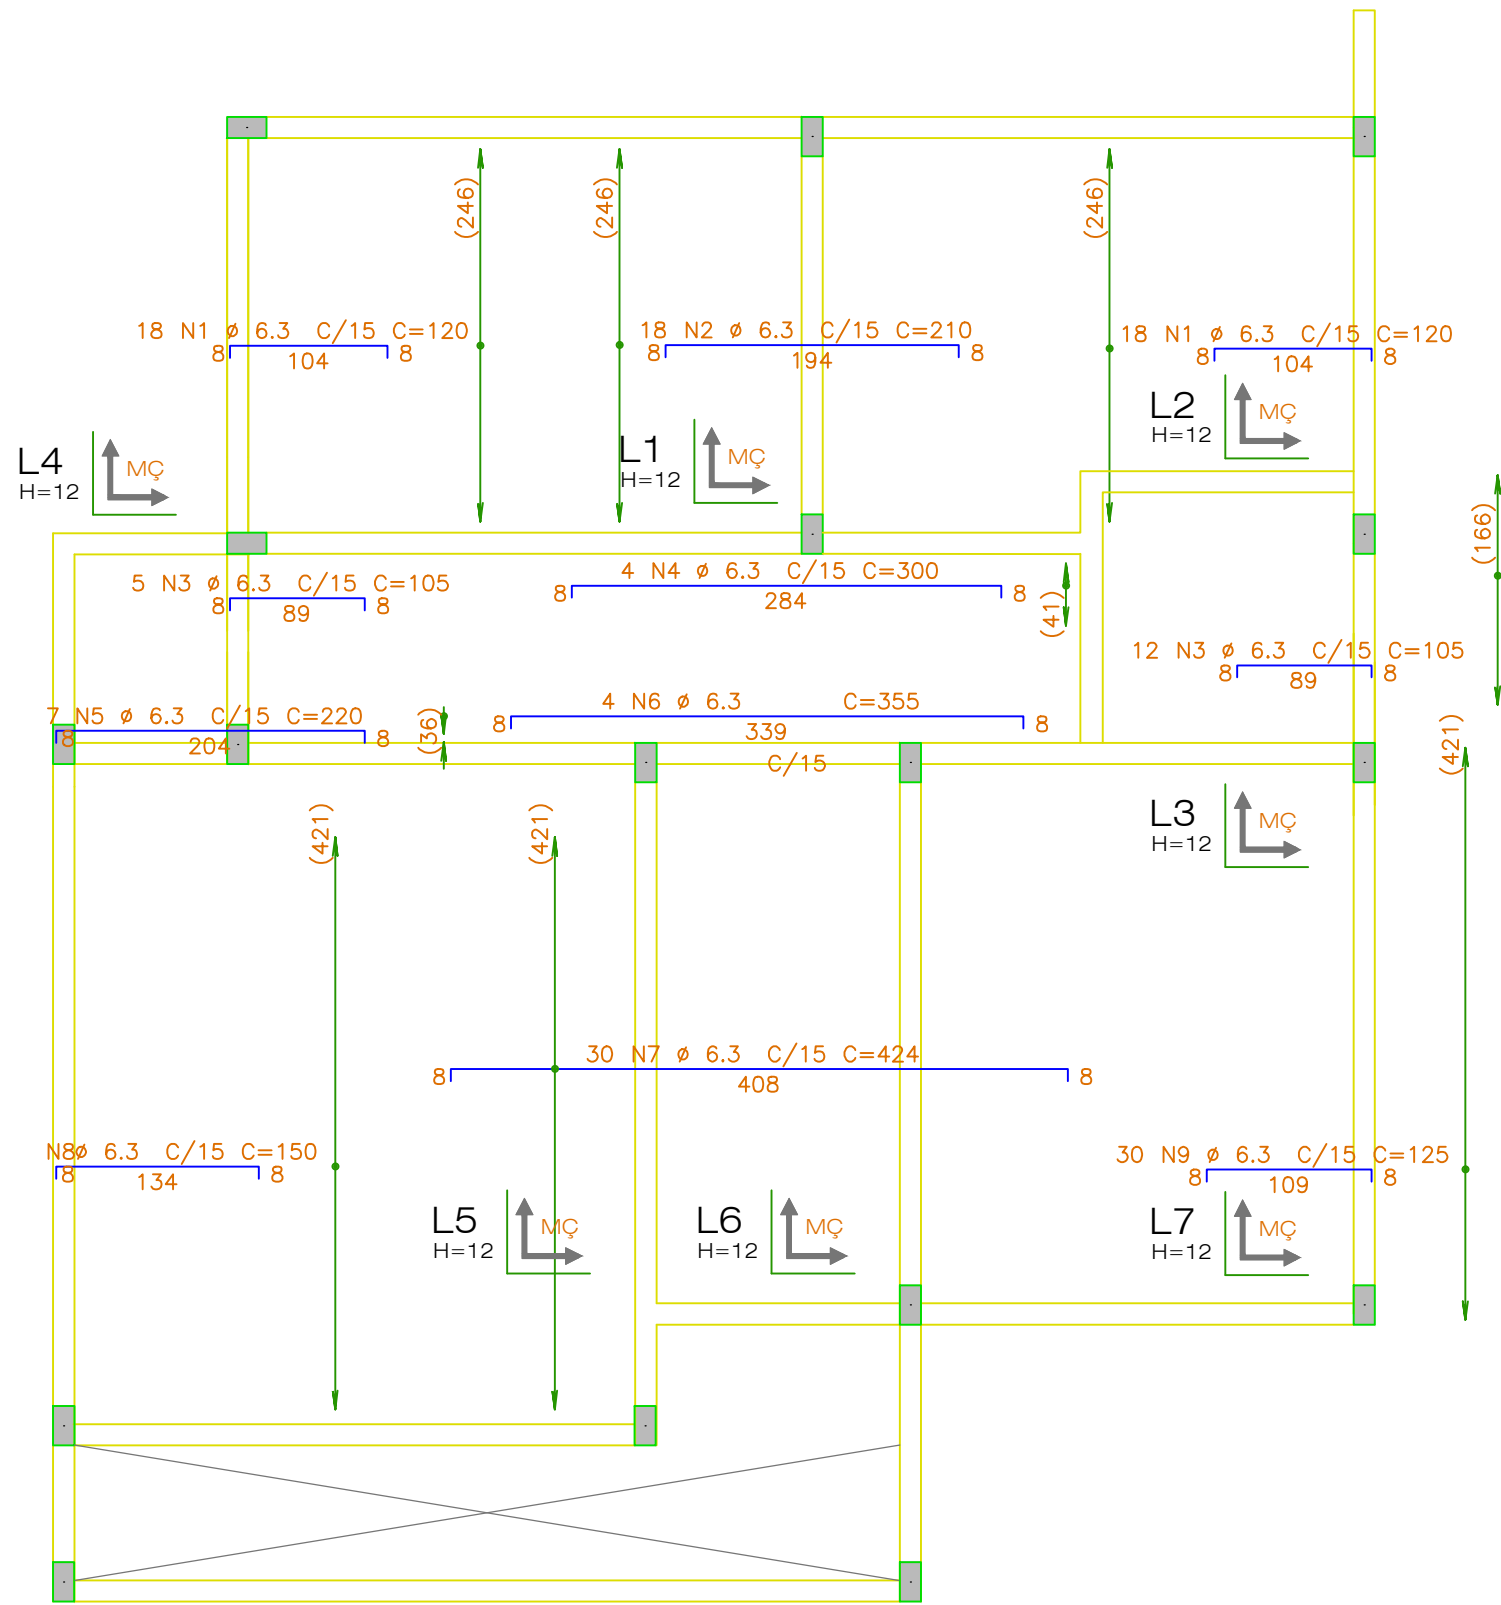 (246)
(246)
(246)
18 N1 ø 6.3 C/15 C=120
8 104 8
18 N2 ø 6.3 C/15 C=210
8 194 8
18 N1 ø 6.3 C/15 C=120
8 104 8
L2
H=12
MÇ
L1
H=12
MÇ
L4
H=12
MÇ
(166)
5 N3 ø 6.3 C/15 C=105
8 89 8
4 N4 ø 6.3 C/15 C=300
8 284 8
(41)
12 N3 ø 6.3 C/15 C=105
8 89 8
7 N5 ø 6.3 C/15 C=220
8 204 8
(36)
4 N6 ø 6.3 C=355
8 339 8
C/15
(421)
(421)
(421)
L3
H=12
MÇ
30 N7 ø 6.3 C/15 C=424
8 408 8
N8ø 6.3 C/15 C=150
8 134 8
30 N9 ø 6.3 C/15 C=125
8 109 8
L5
H=12
MÇ
L6
H=12
MÇ
L7
H=12
MÇ